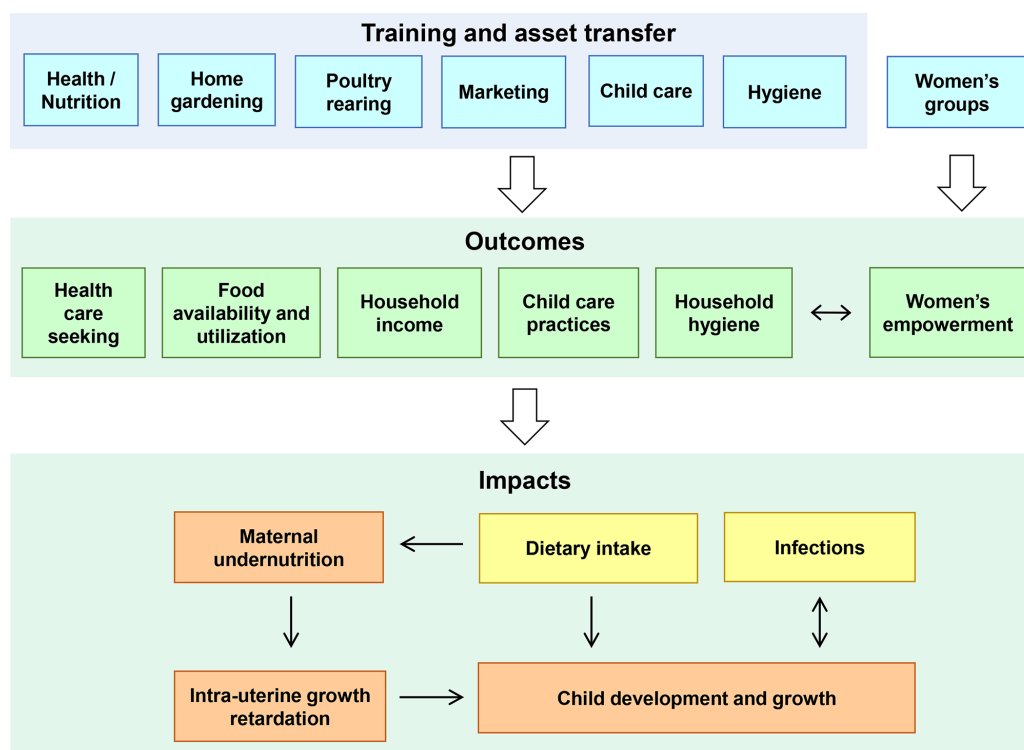 Training and asset transfer
Health /
Nutrition
Home
gardening
Poultry
rearing
Marketing
Child care
Hygiene
Women’s
groups
Outcomes
Health
care
seeking
Food
availability and
utilization
Household
income
Child care
practices
Household
hygiene
Women’s
empowerment
Impacts
Maternal
undernutrition
Dietary intake
Infections
Intra-uterine growth
retardation
Child development and growth